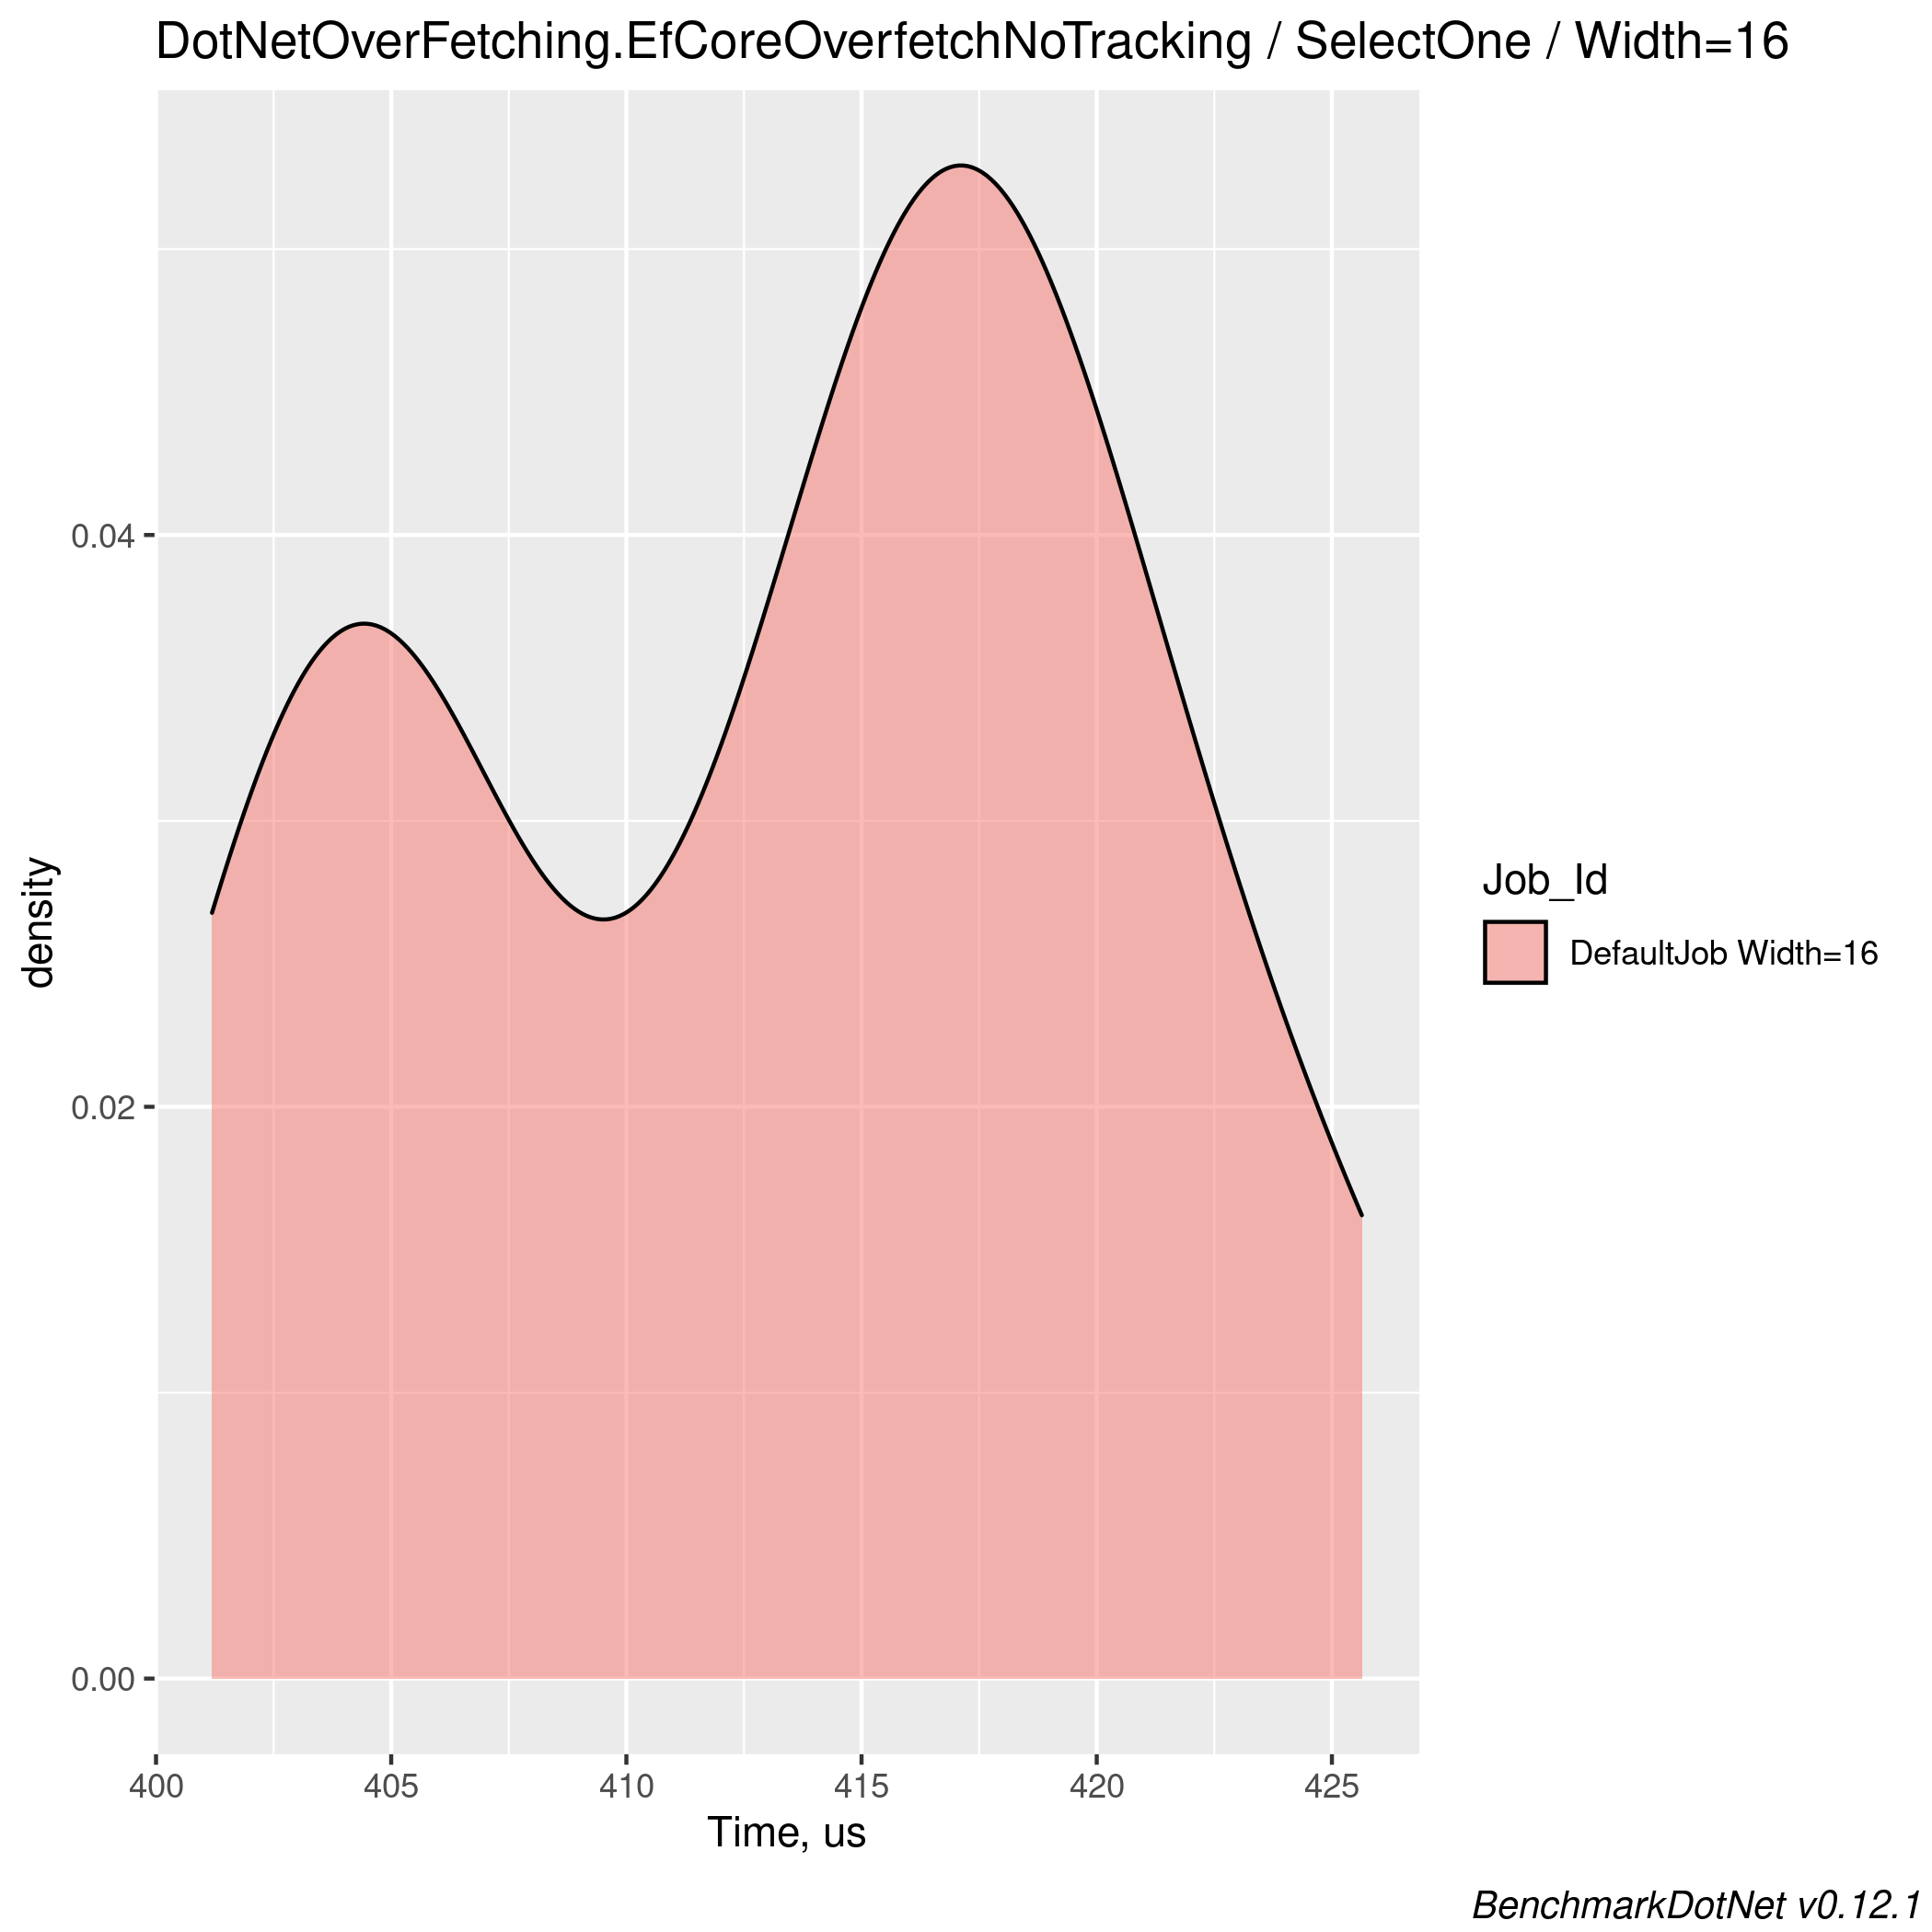 DotNetOverFetching.EfCoreOverfetchNoTracking / SelectOne / Width=16
density
0.04
0.02
0.00
400 405 410 415 420 425
Time, us
Job_Id
DefaultJob Width=16
BenchmarkDotNet v0.12.1